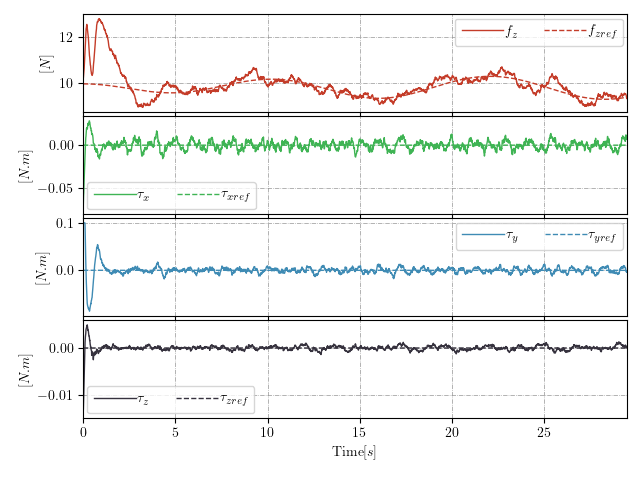 12
10
[N]
f_z f_zref
0.00
−0.05
[N.m]
τ_x τ_xref
0.1
0.0
[N.m]
τ_y τ_yref
0.00
−0.01
[N.m]
τ_z τ_zref
0 5 10 15 20 25
Time[s]